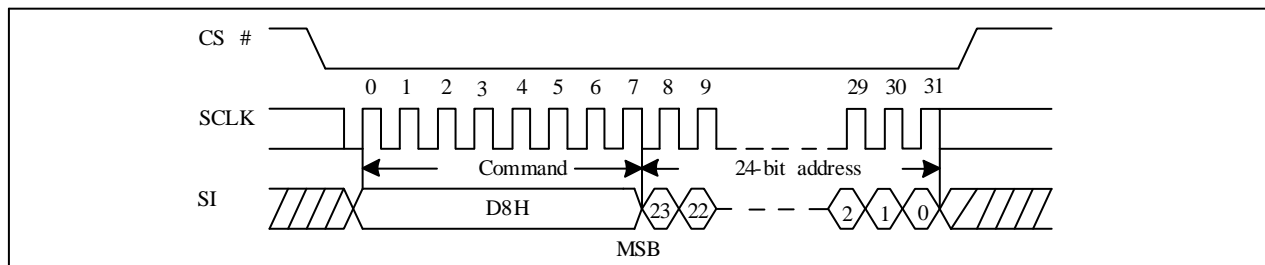 CS #
0 1 2 3 4 5 6 7 8 9 29 30 31
SCLK
Command 24-bit address
SI D8H 23 22 2 1 0
MSB